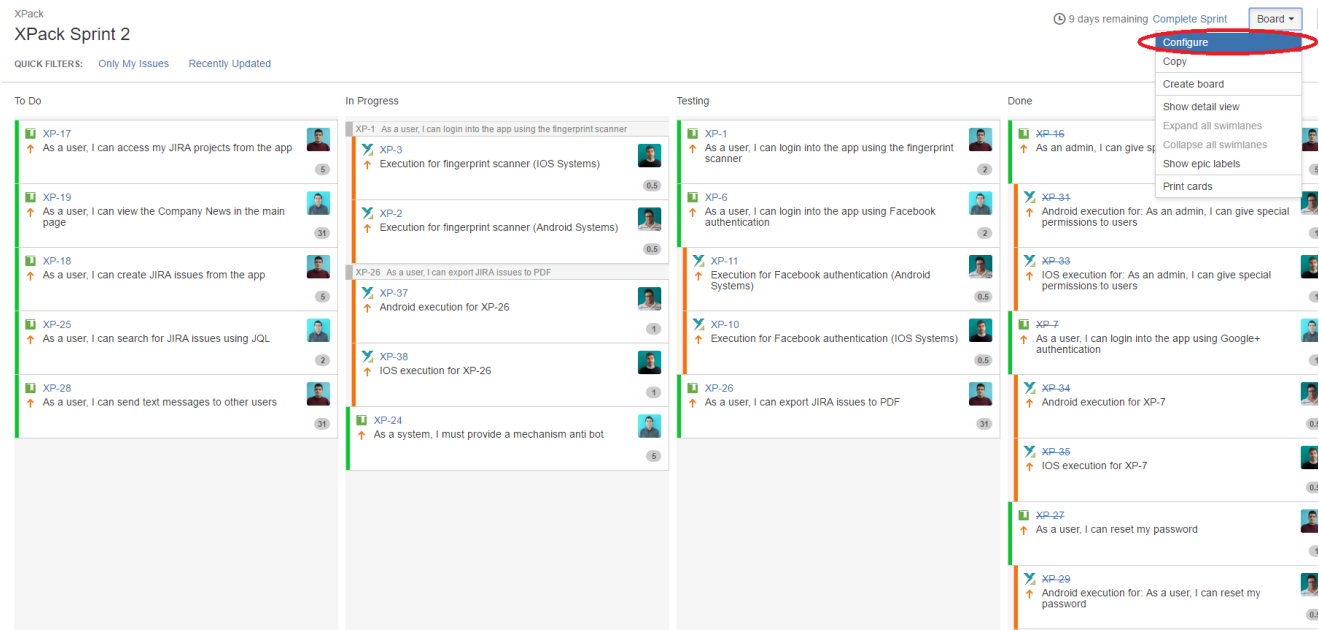 XPack
XPack Sprint 2
9 days remaining Complete Sprint Board
QUICK FILTERS: Only My Issues Recently Updated
Configure
Copy
Create board
Show detail view
Expand all swimlanes
Collapse all swimlanes
Show epic labels
Print cards
To Do
XP-17
As a user, I can access my JIRA projects from the app
5
XP-19
As a user, I can view the Company News in the main
page
31
XP-18
As a user, I can create JIRA issues from the app
5
XP-25
As a user, I can search for JIRA issues using JQL
2
XP-28
As a user, I can send text messages to other users
31
In Progress
XP-1 As a user, I can login into the app using the fingerprint scanner
XP-3
Execution for fingerprint scanner (IOS Systems)
0.5
XP-2
Execution for fingerprint scanner (Android Systems)
0.5
XP-26 As a user, I can export JIRA issues to PDF
XP-37
Android execution for XP-26
1
XP-38
IOS execution for XP-26
1
XP-24
As a system, I must provide a mechanism anti bot
5
Testing
XP-1
As a user, I can login into the app using the fingerprint
scanner
2
XP-6
As a user, I can login into the app using Facebook
authentication
2
XP-11
Execution for Facebook authentication (Android
Systems)
0.5
XP-10
Execution for Facebook authentication (IOS Systems)
0.5
XP-26
As a user, I can export JIRA issues to PDF
31
Done
XP-16
As an admin, I can give
XP-31
Android execution for: As an admin, I can give special
permissions to users
1
XP-33
IOS execution for: As an admin, I can give special
permissions to users
1
XP-7
As a user, I can login into the app using Google+
authentication
1
XP-34
Android execution for XP-7
XP-35
IOS execution for XP-7
XP-27
As a user, I can reset my password
1
XP-29
Android execution for: As a user, I can reset my
password